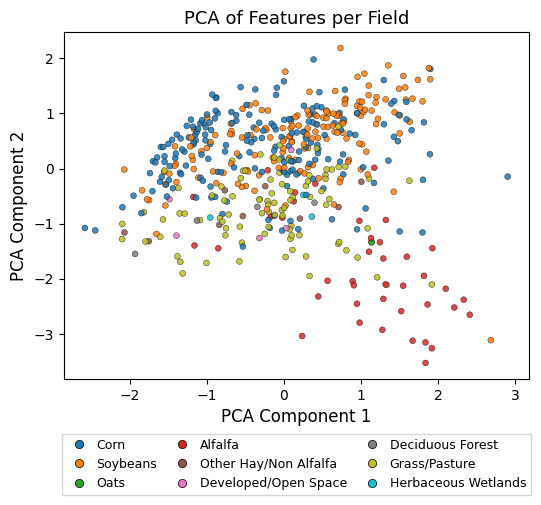 PCA of Features per Field
PCA Component 2
2
1
0
−1
−2
−3
−2 −1 0 1 2 3
PCA Component 1
Corn Alfalfa Deciduous Forest
Soybeans Other Hay/Non Alfalfa Grass/Pasture
Oats Developed/Open Space Herbaceous Wetlands